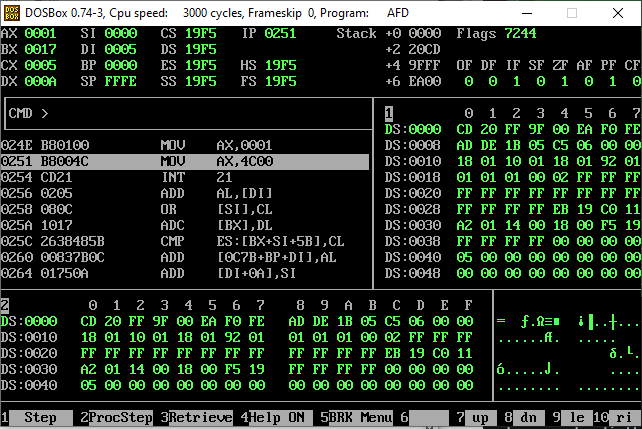 DOSBox 0.74-3, Cpu speed:    3000 cycles, Frameskip  0, Program:     AFD
AX 0001  SI 0000  CS 19F5  IP 0251       Stack +0 0000  Flags 7244
BX 0017  DI 0005  DS 19F5                      +2 20CD
CX 0005  BP 0000  ES 19F5  HS 19F5             +4 9FFF  OF DF IF SF ZF AF PF CF
DX 000A  SP FFFE  SS 19F5  FS 19F5             +6 EA00  0  0  1  0  1  0  1  0
CMD >
1  0  1  2  3  4  5  6  7
DS:0000 CD 20 FF 9F 00 EA F0 FE
024E B80100      MOV    AX,0001      DS:0008 AD DE 1B 05 C5 06 00 00
0251 B8004C      MOV    AX,4C00      DS:0010 18 01 10 01 18 01 92 01
0254 CD21        INT    21           DS:0018 01 01 01 00 02 FF FF FF
0256 0205        ADD    AL,[DI]      DS:0020 FF FF FF FF FF FF FF FF
0258 080C        OR     [SI],CL      DS:0028 FF FF FF FF EB 19 C0 11
025A 1017        ADC    [BX],DL      DS:0030 A2 01 14 00 18 00 F5 19
025C 2638485B    CMP    ES:[BX+SI+5B],CL  DS:0038 FF FF FF FF 00 00 00 00
0260 00837B0C    ADD    [0C7B+BP+DI],AL   DS:0040 05 00 00 00 00 00 00 00
0264 01750A      ADD    [DI+0A],SI   DS:0048 00 00 00 00 00 00 00 00
2  0  1  2  3  4  5  6  7   8  9  A  B  C  D  E  F
DS:0000 CD 20 FF 9F 00 EA F0 FE  AD DE 1B 05 C5 06 00 00  = ƒ.Ω≡■ ¡▐..┼...
DS:0010 18 01 10 01 18 01 92 01  01 01 01 00 02 FF FF FF  ......Æ. .....
DS:0020 FF FF FF FF FF FF FF FF  FF FF FF FF EB 19 C0 11  δ.└.
DS:0030 A2 01 14 00 18 00 F5 19  FF FF FF FF 00 00 00 00  ó.....⌡. ....
DS:0040 05 00 00 00 00 00 00 00  00 00 00 00 00 00 00 00  ........ ........
1 Step  2 ProcStep  3 Retrieve  4 Help ON  5 BRK Menu  6  7 up  8 dn  9 le  10 ri